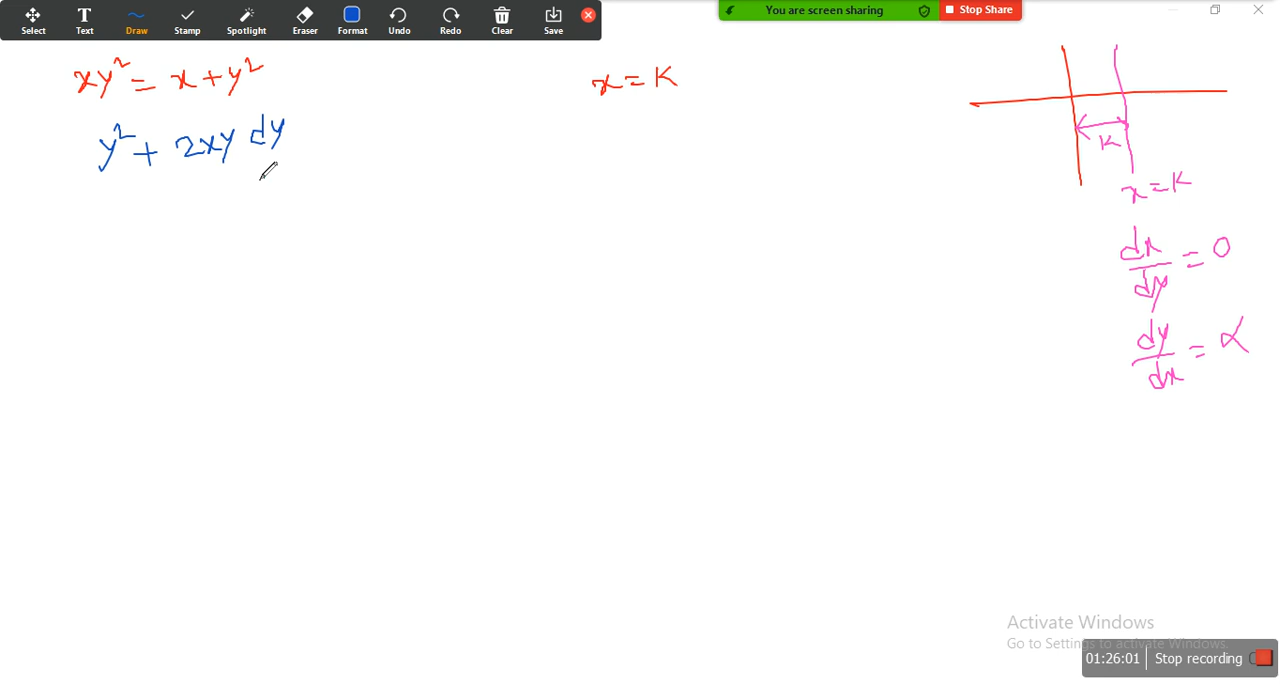 Select Text Draw Stamp Spotlight Eraser Format Undo Redo Clear Save
You are screen sharing Stop Share
xy² = x + y²
x = K
y² + 2xy dy
K
x = K
dx/dy = 0
dy/dx = α
Activate Windows
Go to Settings to activate Windows.
01:26:01 Stop recording